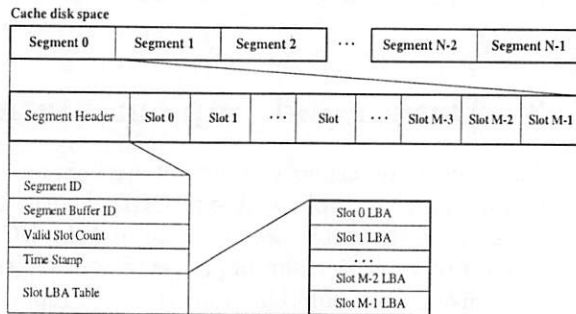 Cache disk space
Segment 0 Segment 1 Segment 2 ··· Segment N-2 Segment N-1
Segment Header Slot 0 Slot 1 ··· Slot ··· Slot M-3 Slot M-2 Slot M-1
Segment ID
Segment Buffer ID
Valid Slot Count
Time Stamp
Slot LBA Table
Slot 0 LBA
Slot 1 LBA
...
Slot M-2 LBA
Slot M-1 LBA